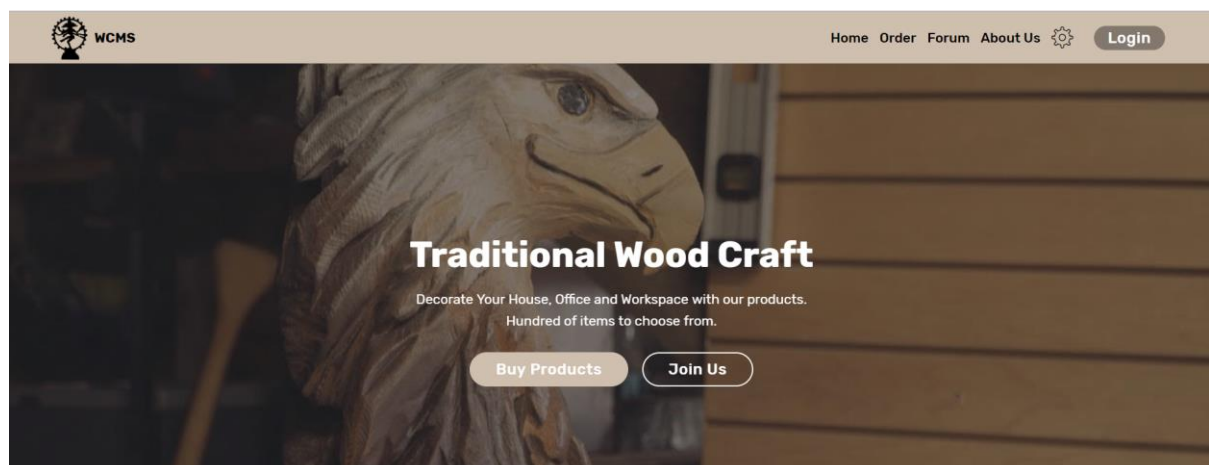 WCMS
Home Order Forum About Us Login
Traditional Wood Craft
Decorate Your House, Office and Workspace with our products.
Hundred of items to choose from.
Buy Products Join Us